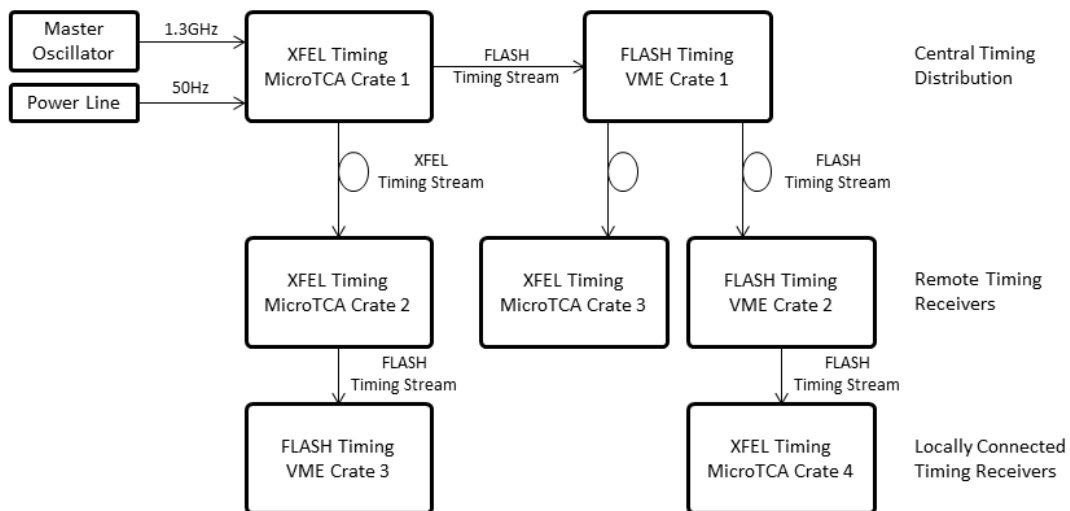 Master
Oscillator
1.3GHz
XFEL Timing
MicroTCA Crate 1
FLASH
Timing Stream
FLASH Timing
VME Crate 1
Central Timing
Distribution
Power Line
50Hz
XFEL
Timing Stream
FLASH
Timing Stream
XFEL Timing
MicroTCA Crate 2
XFEL Timing
MicroTCA Crate 3
FLASH Timing
VME Crate 2
Remote Timing
Receivers
FLASH
Timing Stream
FLASH
Timing Stream
FLASH Timing
VME Crate 3
XFEL Timing
MicroTCA Crate 4
Locally Connected
Timing Receivers